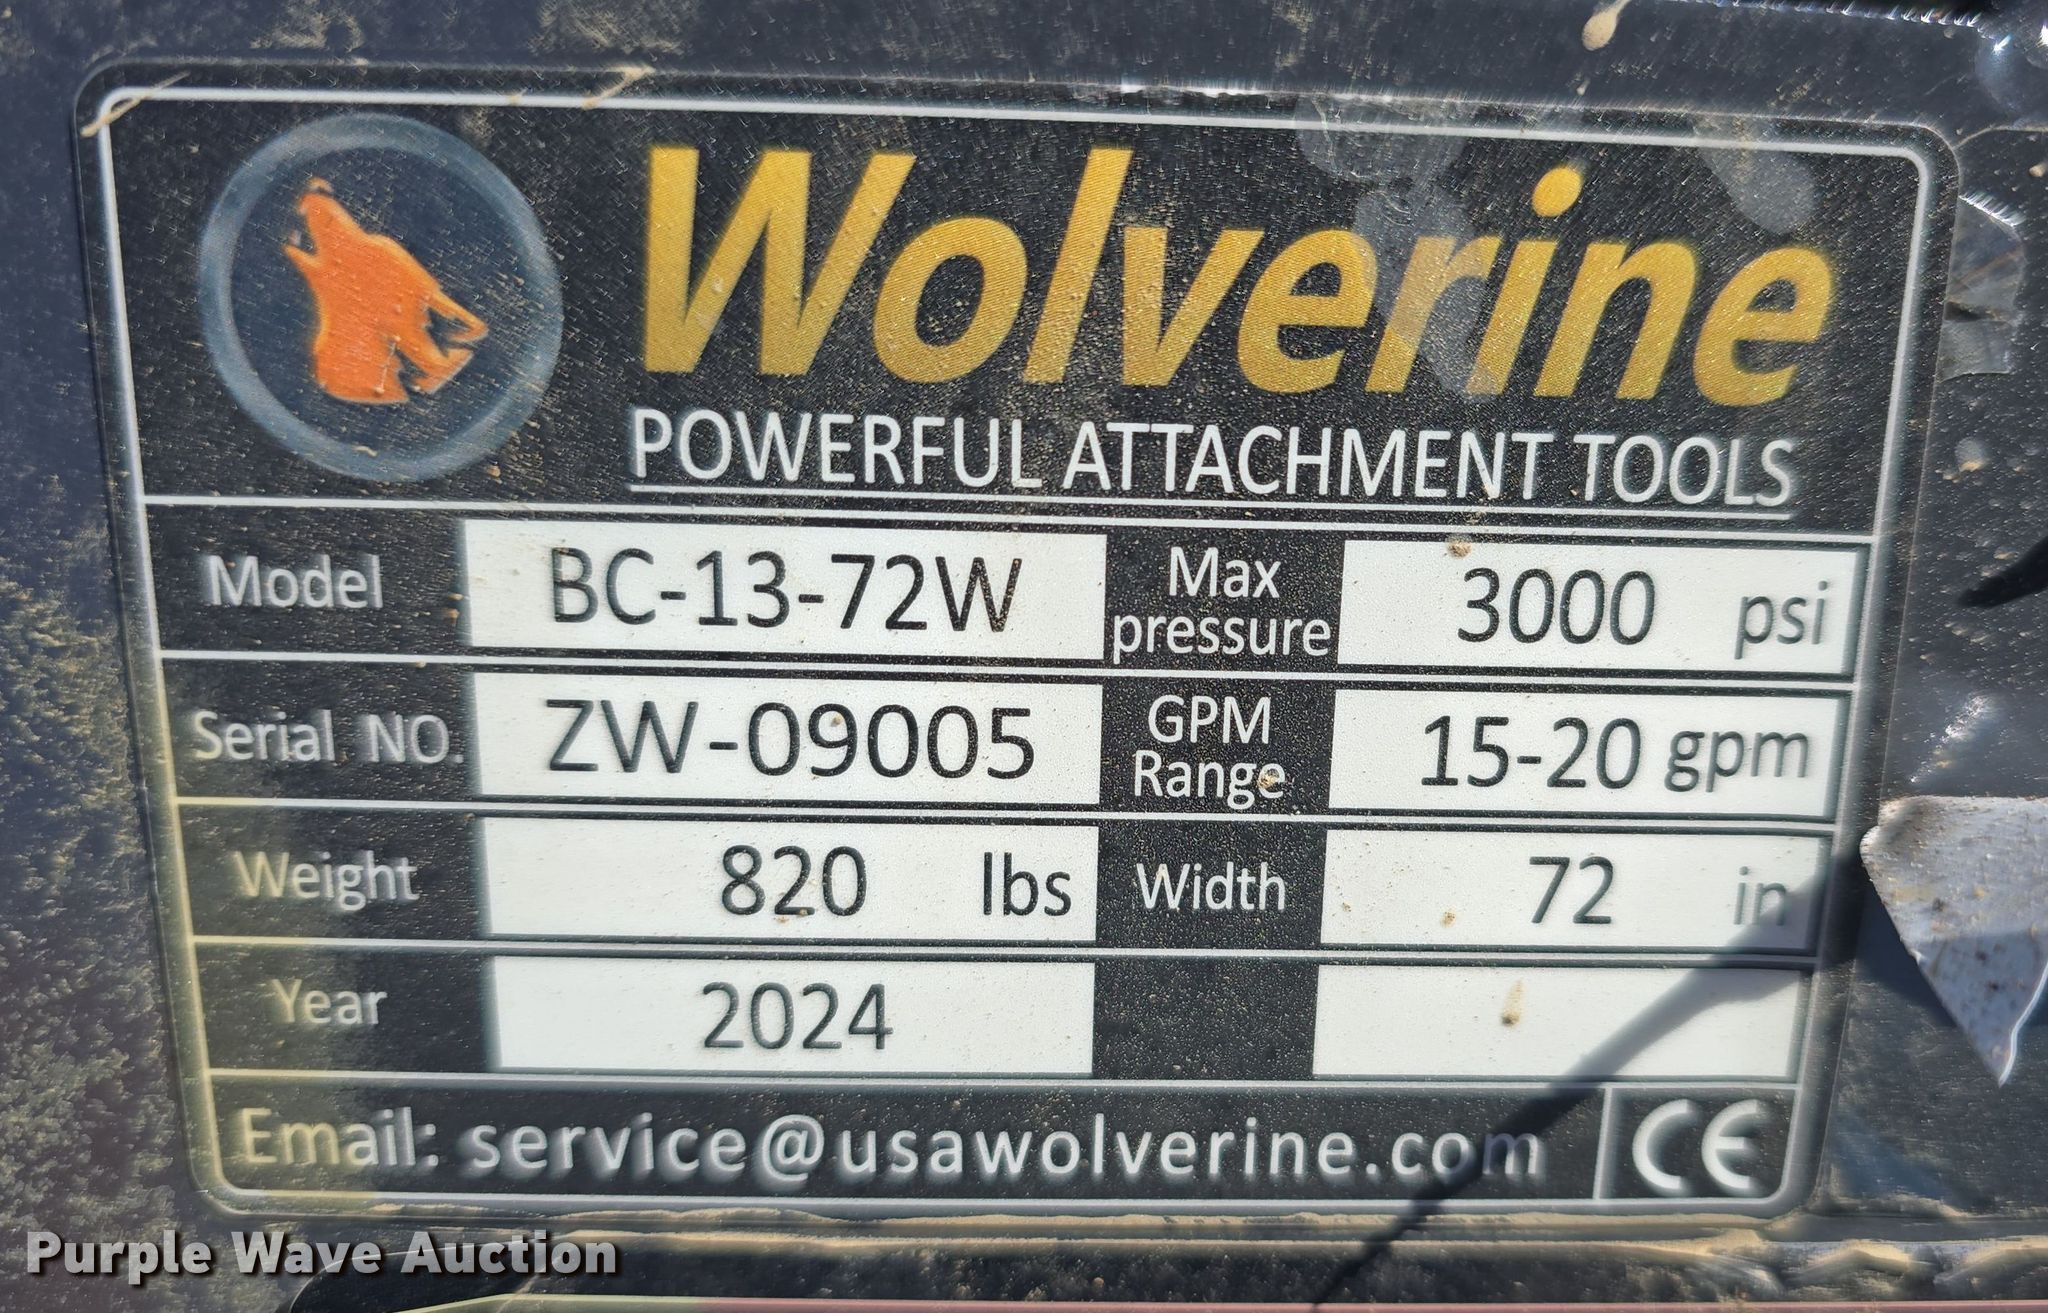 Wolverine
POWERFUL ATTACHMENT TOOLS
Model BC-13-72W Max pressure 3000 psi
Serial NO. ZW-09005 GPM Range 15-20 gpm
Weight 820 lbs Width 72 in
Year 2024
Email: service@usawolverine.com CE
Purple Wave Auction